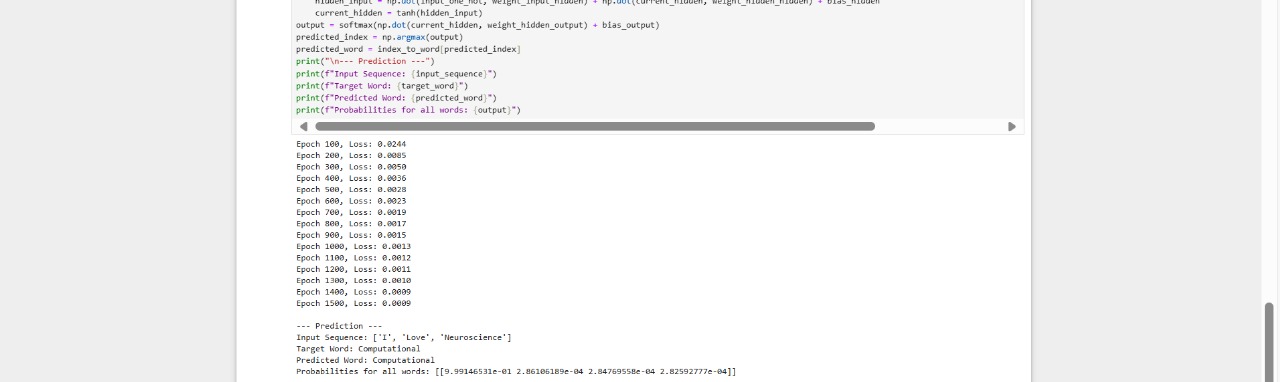 hidden_input = np.dot(input_one_hot, weight_input_hidden) + np.dot(current_hidden, weight_hidden_hidden) + bias_hidden
current_hidden = tanh(hidden_input)
output = softmax(np.dot(current_hidden, weight_hidden_output) + bias_output)
predicted_index = np.argmax(output)
predicted_word = index_to_word[predicted_index]
print("\n--- Prediction ---")
print(f"Input Sequence: {input_sequence}")
print(f"Target Word: {target_word}")
print(f"Predicted Word: {predicted_word}")
print(f"Probabilities for all words: {output}")
Epoch 100, Loss: 0.0244
Epoch 200, Loss: 0.0085
Epoch 300, Loss: 0.0050
Epoch 400, Loss: 0.0036
Epoch 500, Loss: 0.0028
Epoch 600, Loss: 0.0023
Epoch 700, Loss: 0.0019
Epoch 800, Loss: 0.0017
Epoch 900, Loss: 0.0015
Epoch 1000, Loss: 0.0013
Epoch 1100, Loss: 0.0012
Epoch 1200, Loss: 0.0011
Epoch 1300, Loss: 0.0010
Epoch 1400, Loss: 0.0009
Epoch 1500, Loss: 0.0009
--- Prediction ---
Input Sequence: ['I', 'Love', 'Neuroscience']
Target Word: Computational
Predicted Word: Computational
Probabilities for all words: [[9.99146531e-01 2.86106189e-04 2.84769558e-04 2.82592777e-04]]